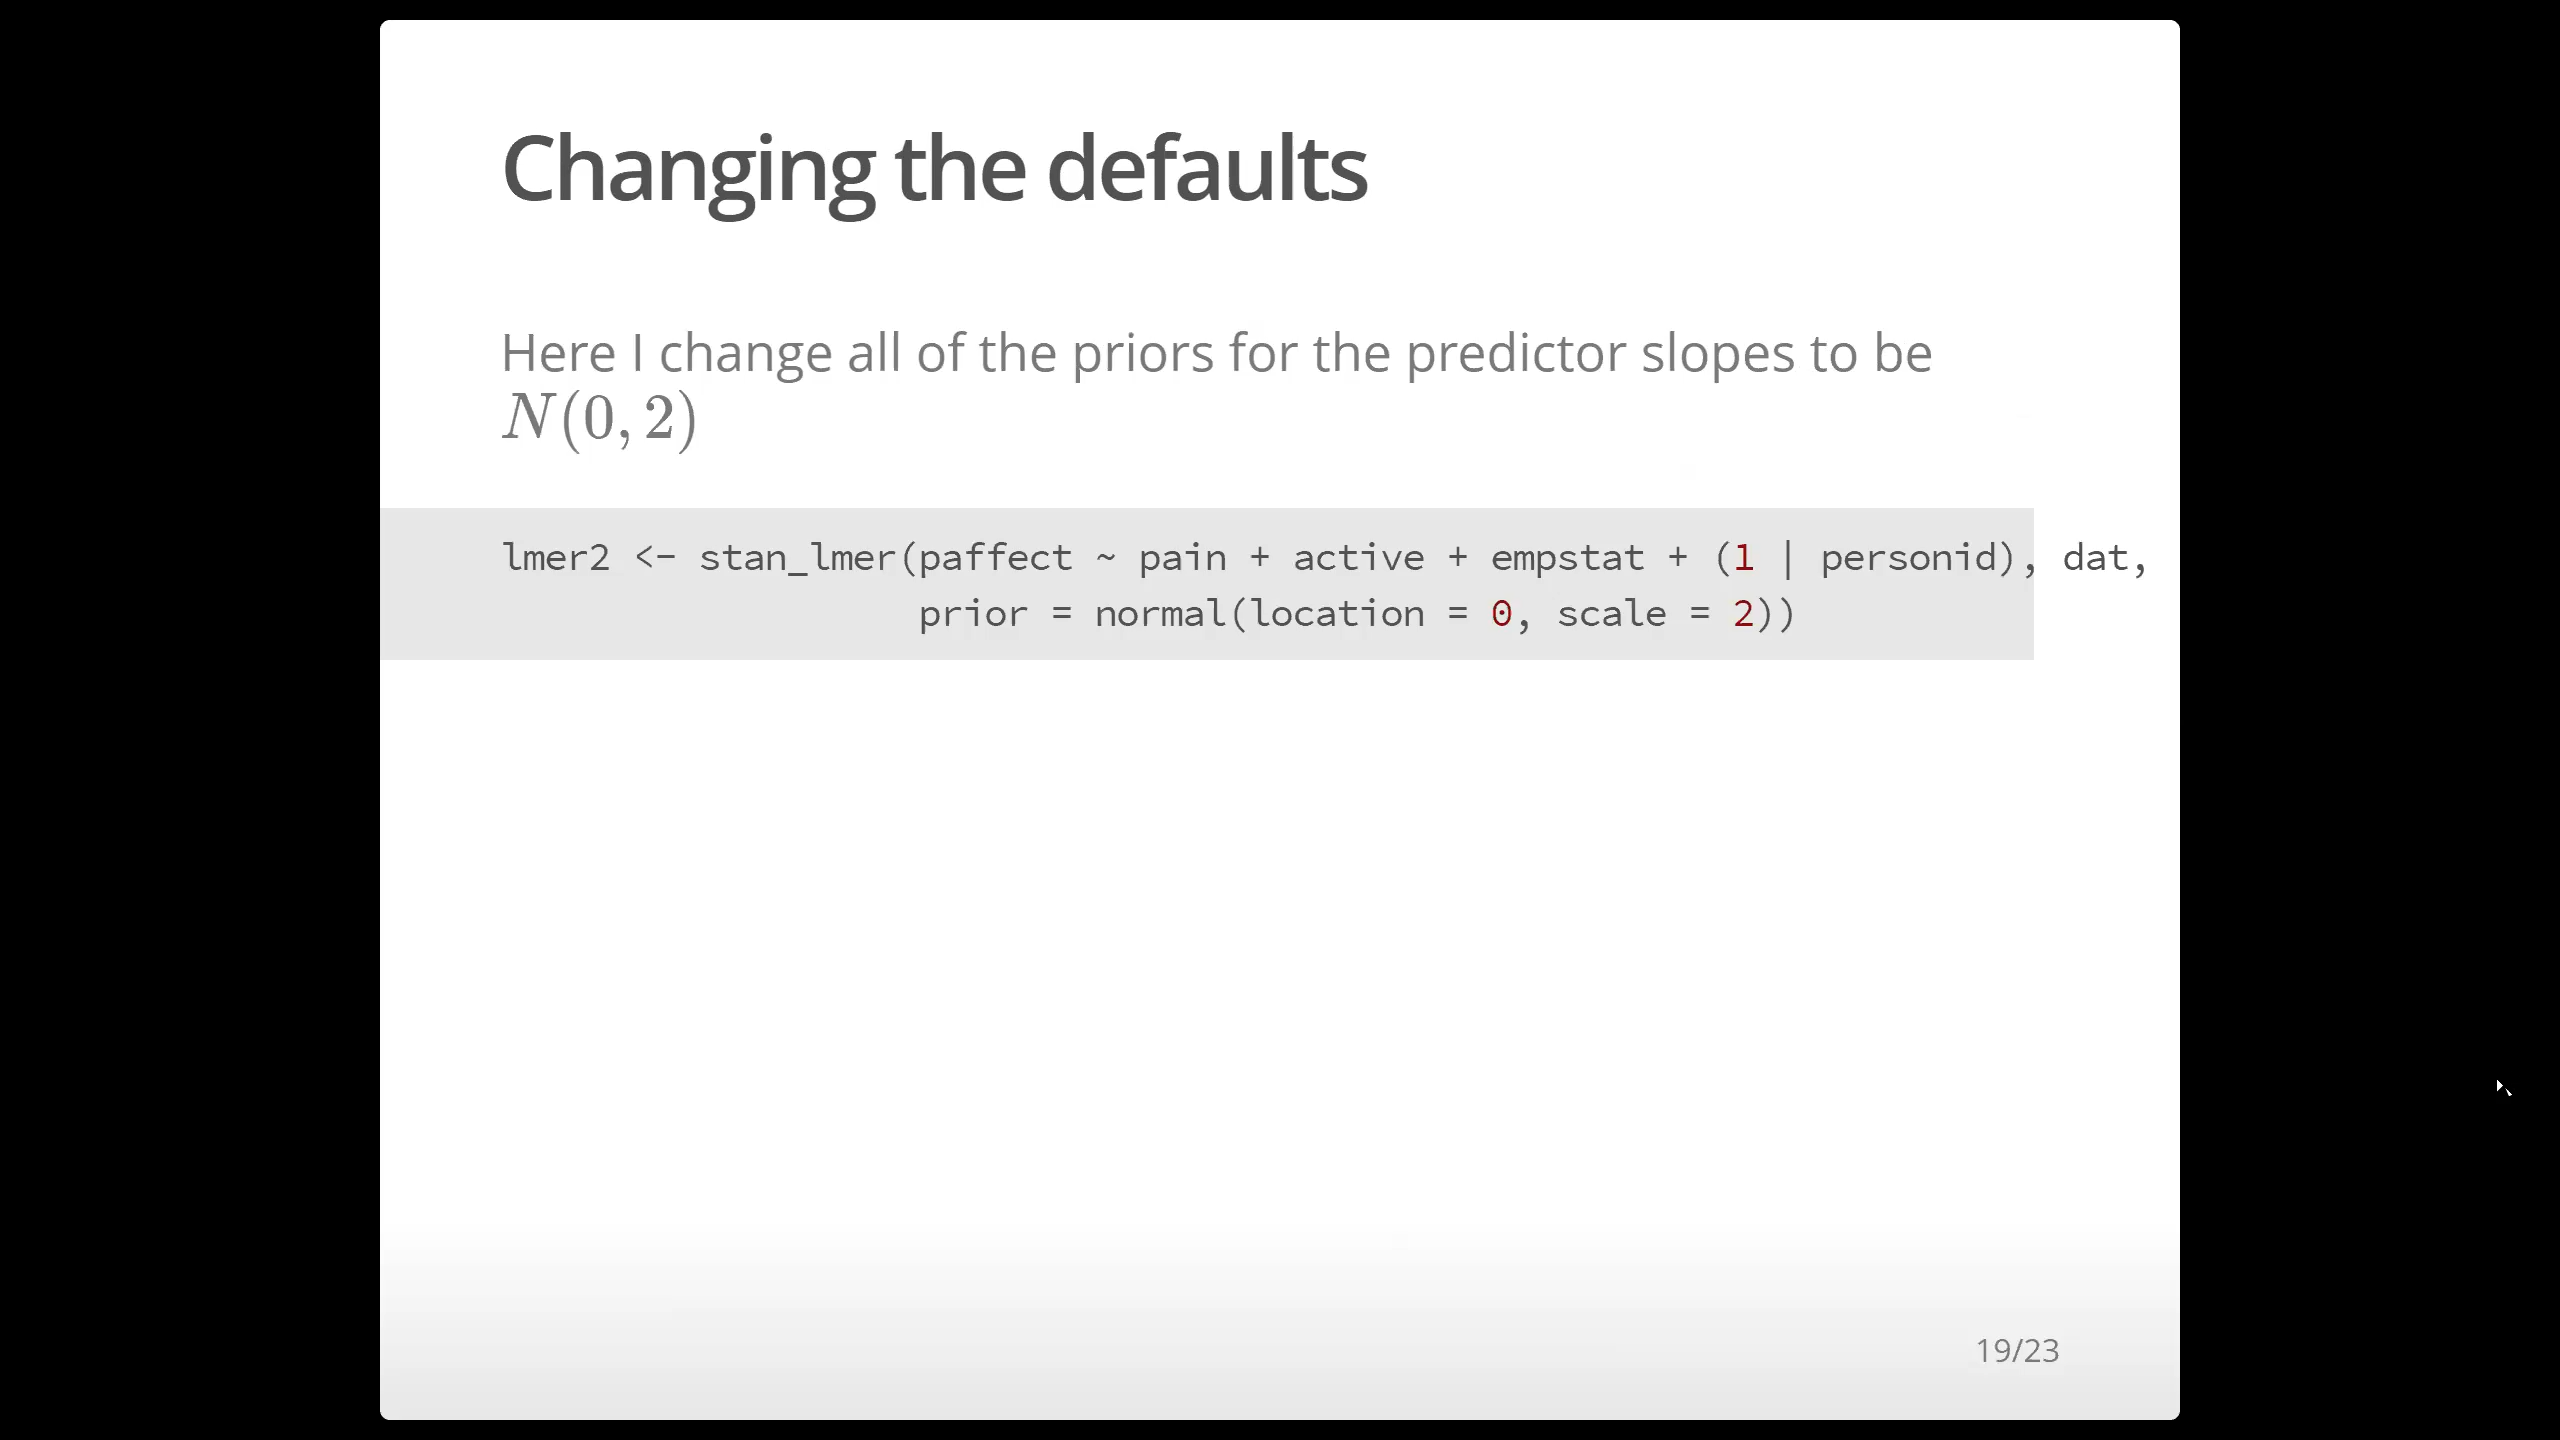 Changing the defaults
Here I change all of the priors for the predictor slopes to be
N(0, 2)
lmer2 <- stan_lmer(paffect ~ pain + active + empstat + (1 | personid), dat,
                   prior = normal(location = 0, scale = 2))
19/23